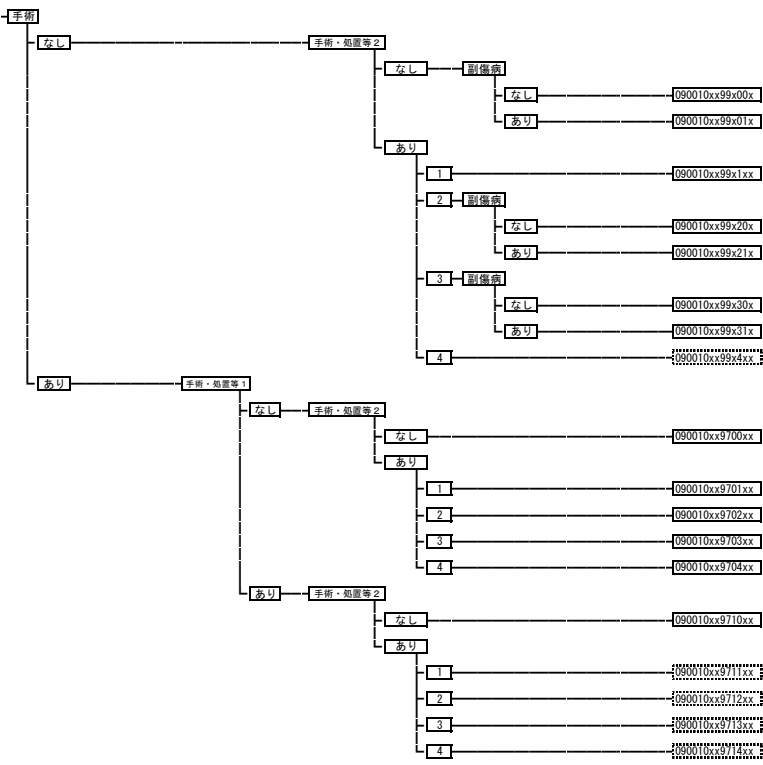 手術
なし 手術・処置等2
なし 副傷病
なし 090010xx99x00x
あり 090010xx99x01x
あり
1 090010xx99x1xx
2 副傷病
なし 090010xx99x20x
あり 090010xx99x21x
3 副傷病
なし 090010xx99x30x
あり 090010xx99x31x
4 090010xx99x4xx
あり 手術・処置等1
なし 手術・処置等2
なし 090010xx9700xx
あり
1 090010xx9701xx
2 090010xx9702xx
3 090010xx9703xx
4 090010xx9704xx
あり 手術・処置等2
なし 090010xx9710xx
あり
1 090010xx9711xx
2 090010xx9712xx
3 090010xx9713xx
4 090010xx9714xx